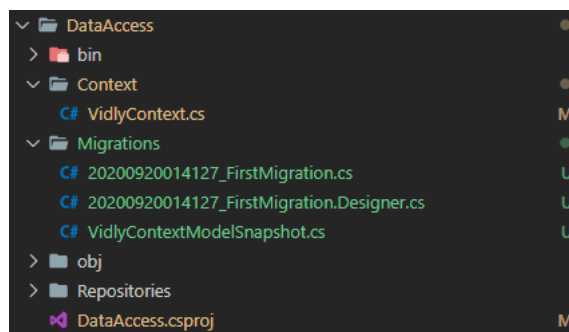 DataAccess
bin
Context
C# VidlyContext.cs M
Migrations
C# 20200920014127_FirstMigration.cs U
C# 20200920014127_FirstMigration.Designer.cs U
C# VidlyContextModelSnapshot.cs U
obj
Repositories
DataAccess.csproj M